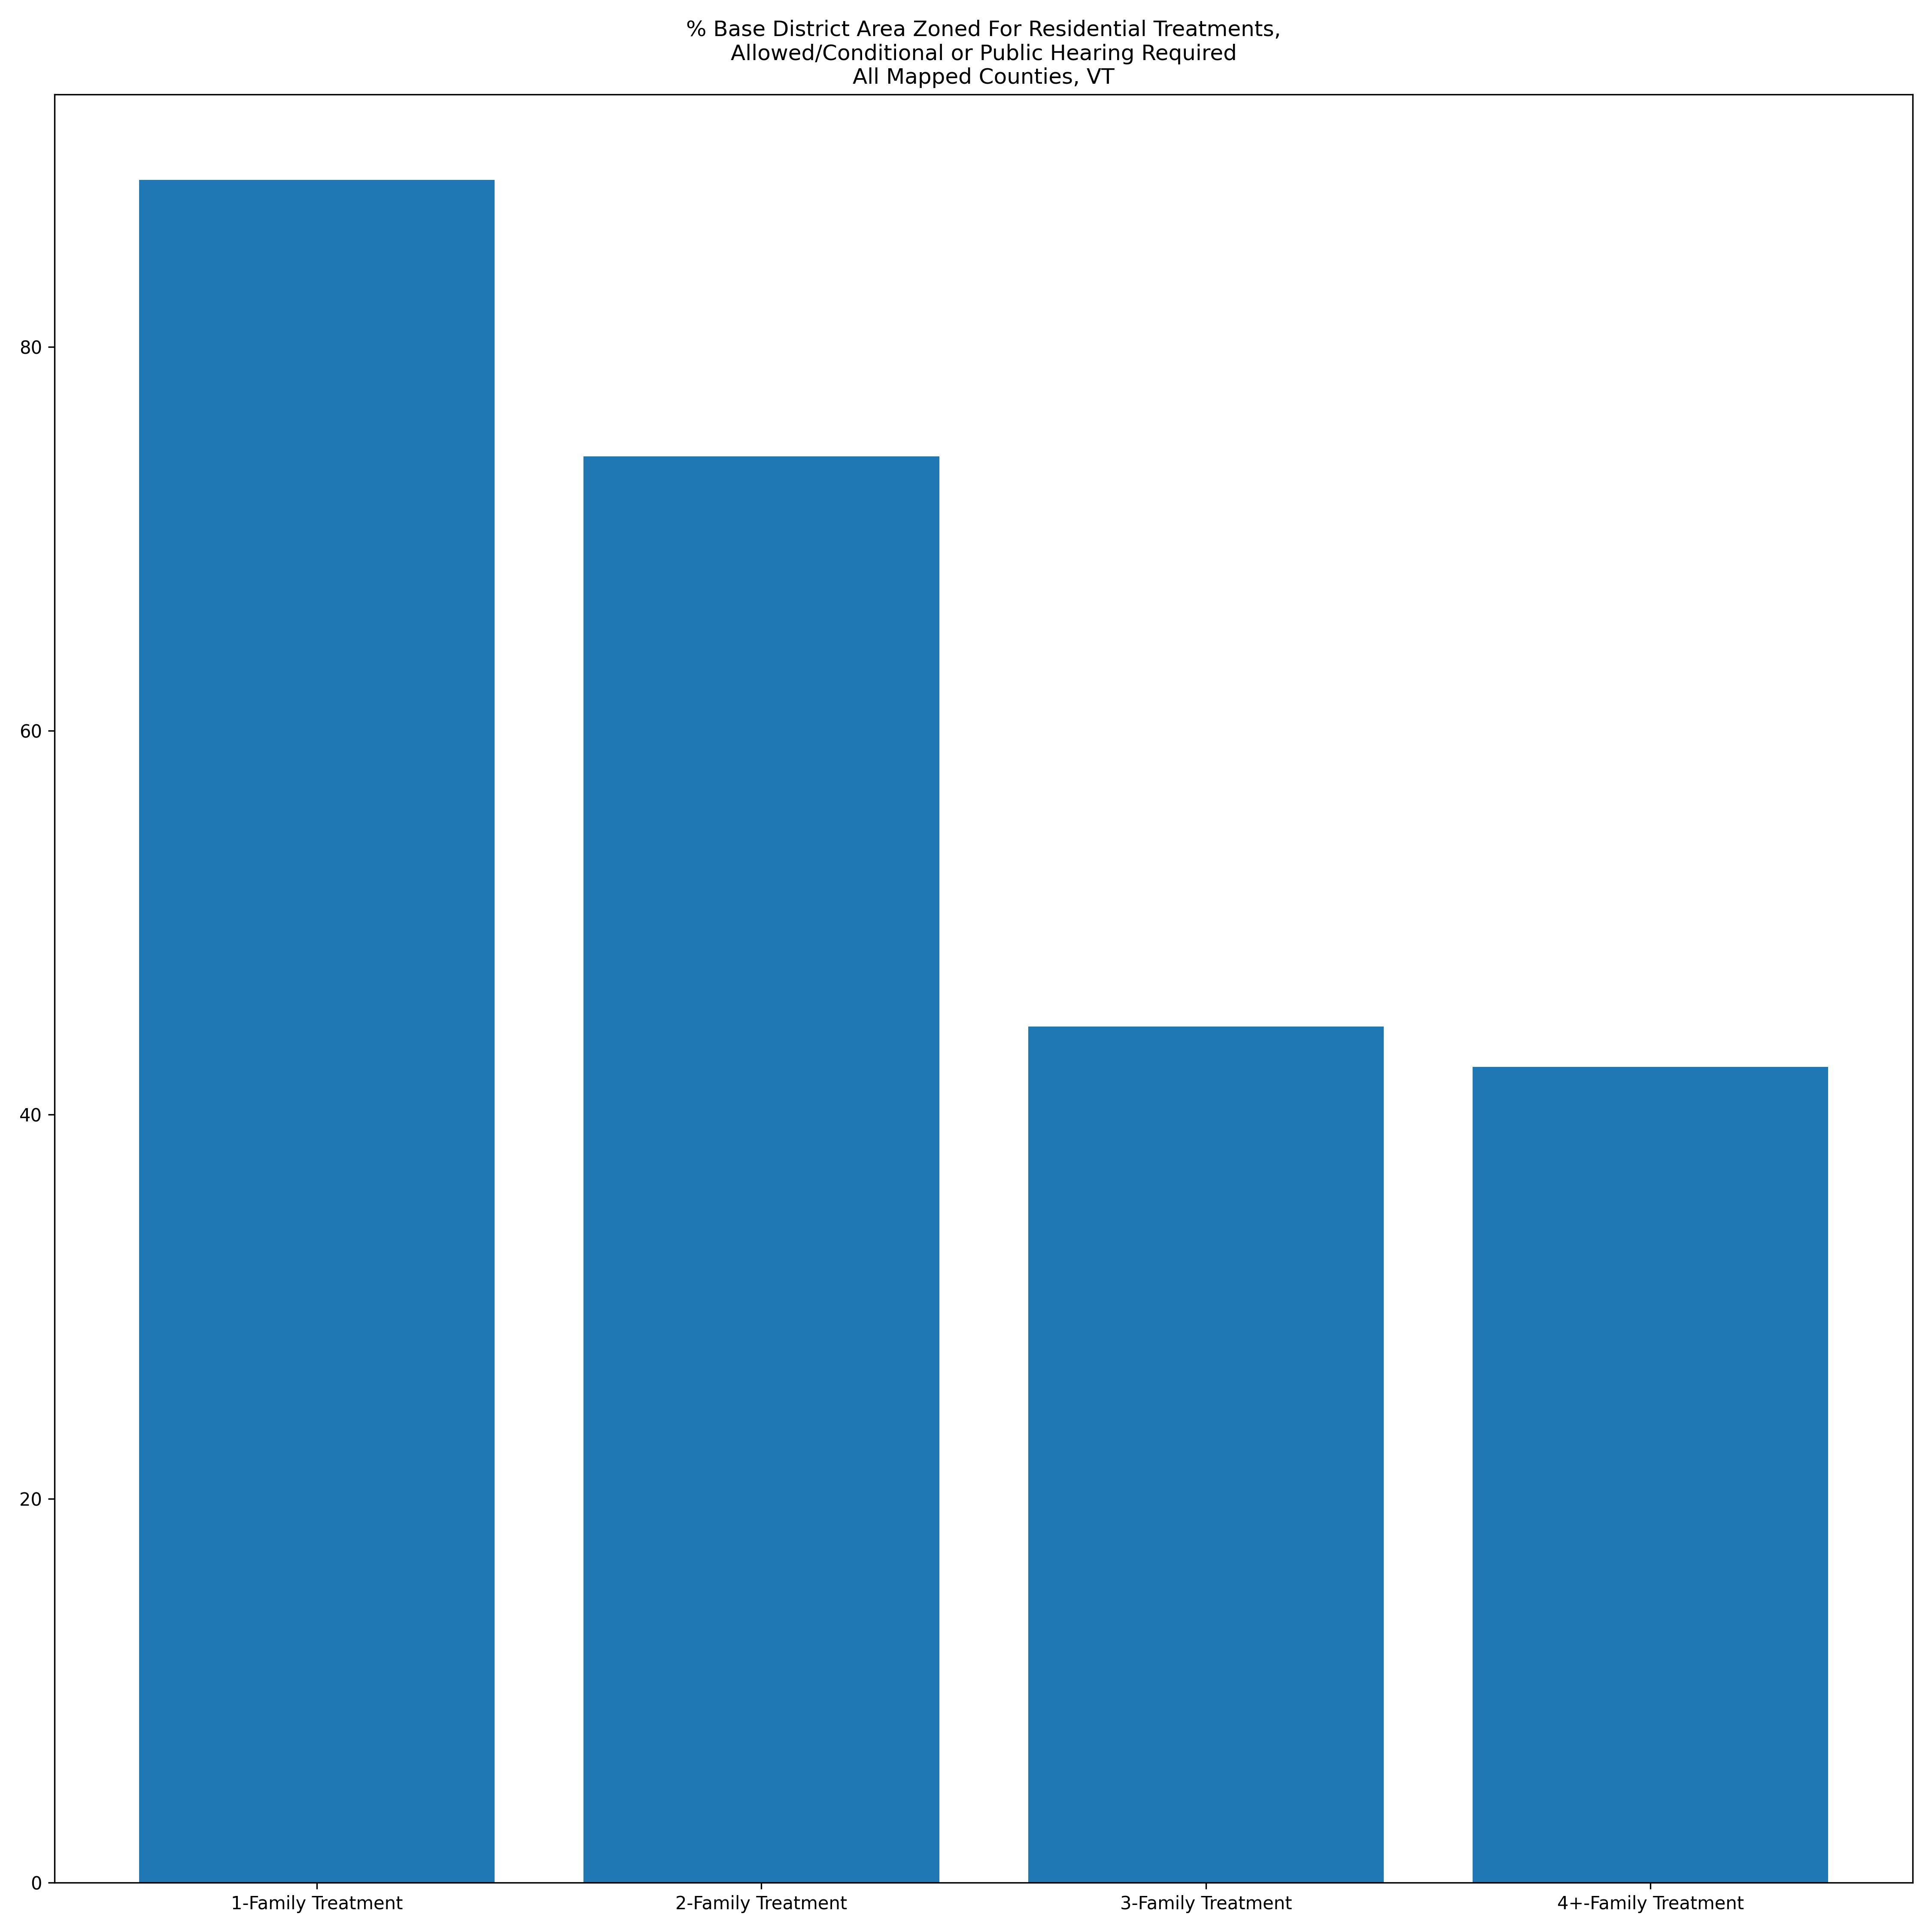 % Base District Area Zoned For Residential Treatments,
Allowed/Conditional or Public Hearing Required
All Mapped Counties, VT
80
60
40
20
0
1-Family Treatment
2-Family Treatment
3-Family Treatment
4+-Family Treatment